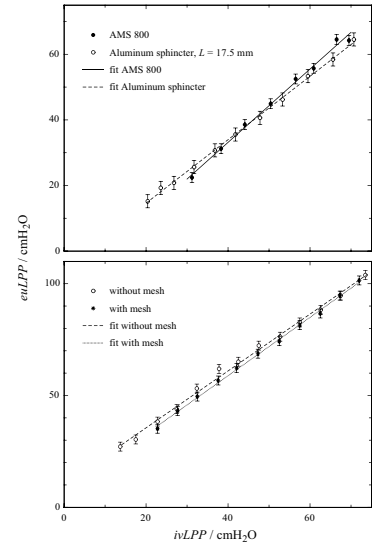 60
AMS 800
Aluminum sphincter, L = 17.5 mm
fit AMS 800
fit Aluminum sphincter
40
20
0
euLPP / cmH2O
100
without mesh
with mesh
fit without mesh
fit with mesh
50
0
0 20 40 60
ivLPP / cmH2O